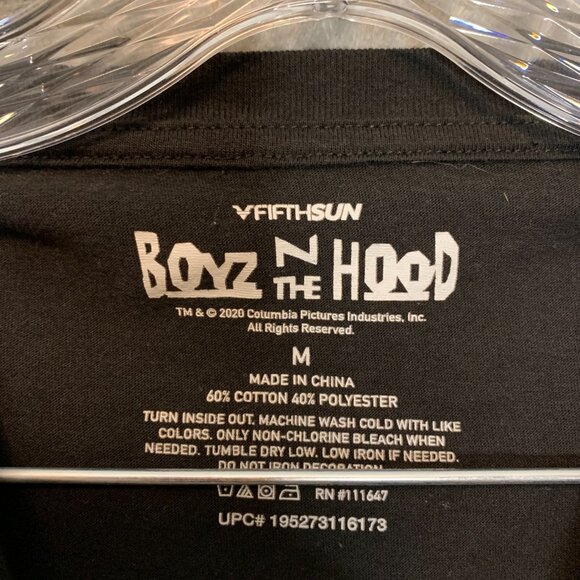 FIFTHSUN
BOYZ N THE HOOD
TM & © 2020 Columbia Pictures Industries, Inc.
All Rights Reserved.
M
MADE IN CHINA
60% COTTON 40% POLYESTER
TURN INSIDE OUT. MACHINE WASH COLD WITH LIKE
COLORS. ONLY NON-CHLORINE BLEACH WHEN
NEEDED. TUMBLE DRY LOW. LOW IRON IF NEEDED.
DO NOT IRON DECORATION
RN #111647
UPC# 195273116173